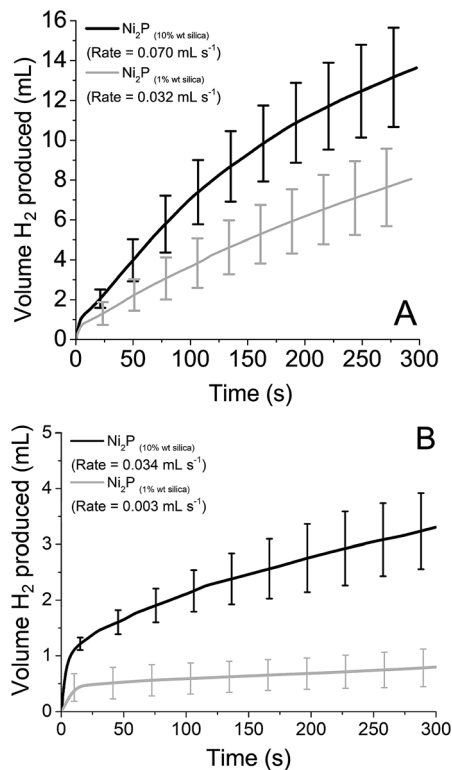 A
Ni₂P (10% wt silica)
(Rate = 0.070 mL s⁻¹)
Ni₂P (1% wt silica)
(Rate = 0.032 mL s⁻¹)
Volume H₂ produced (mL)
16
14
12
10
8
6
4
2
0
0 50 100 150 200 250 300
Time (s)
B
Ni₂P (10% wt silica)
(Rate = 0.034 mL s⁻¹)
Ni₂P (1% wt silica)
(Rate = 0.003 mL s⁻¹)
Volume H₂ produced (mL)
5
4
3
2
1
0
0 50 100 150 200 250 300
Time (s)